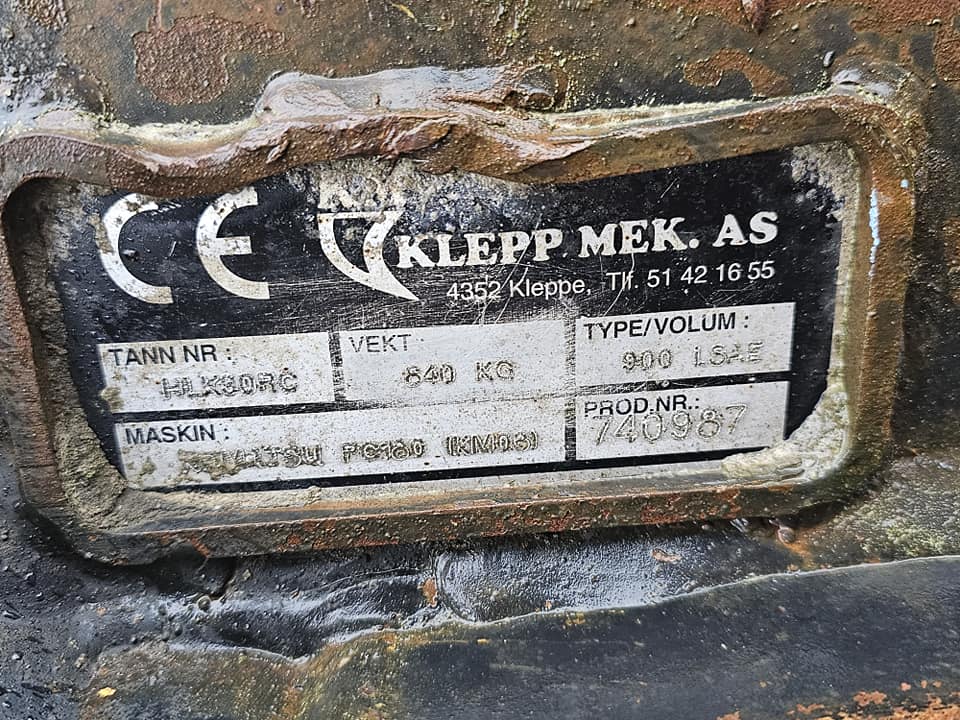 CE KLEPP MEK. AS
4352 Kleppe, Tlf. 51 42 16 55
TANN NR : VEKT : TYPE/VOLUM :
HLK30RC 840 KG 900 LSAE
MASKIN : PROD.NR.:
PC180 (KM08) 740987